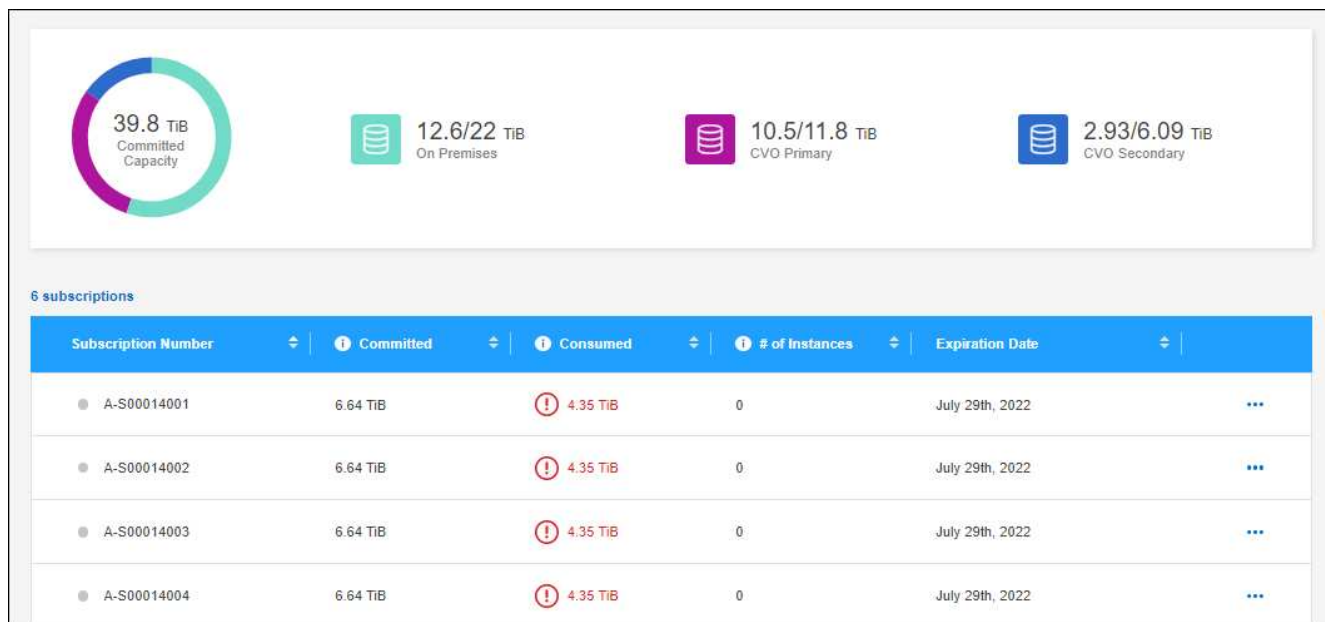 39.8 TiB
Committed
Capacity
12.6/22 TiB
On Premises
10.5/11.8 TiB
CVO Primary
2.93/6.09 TiB
CVO Secondary
6 subscriptions
Subscription Number Committed Consumed # of Instances Expiration Date
A-S00014001 6.64 TiB 4.35 TiB 0 July 29th, 2022
A-S00014002 6.64 TiB 4.35 TiB 0 July 29th, 2022
A-S00014003 6.64 TiB 4.35 TiB 0 July 29th, 2022
A-S00014004 6.64 TiB 4.35 TiB 0 July 29th, 2022